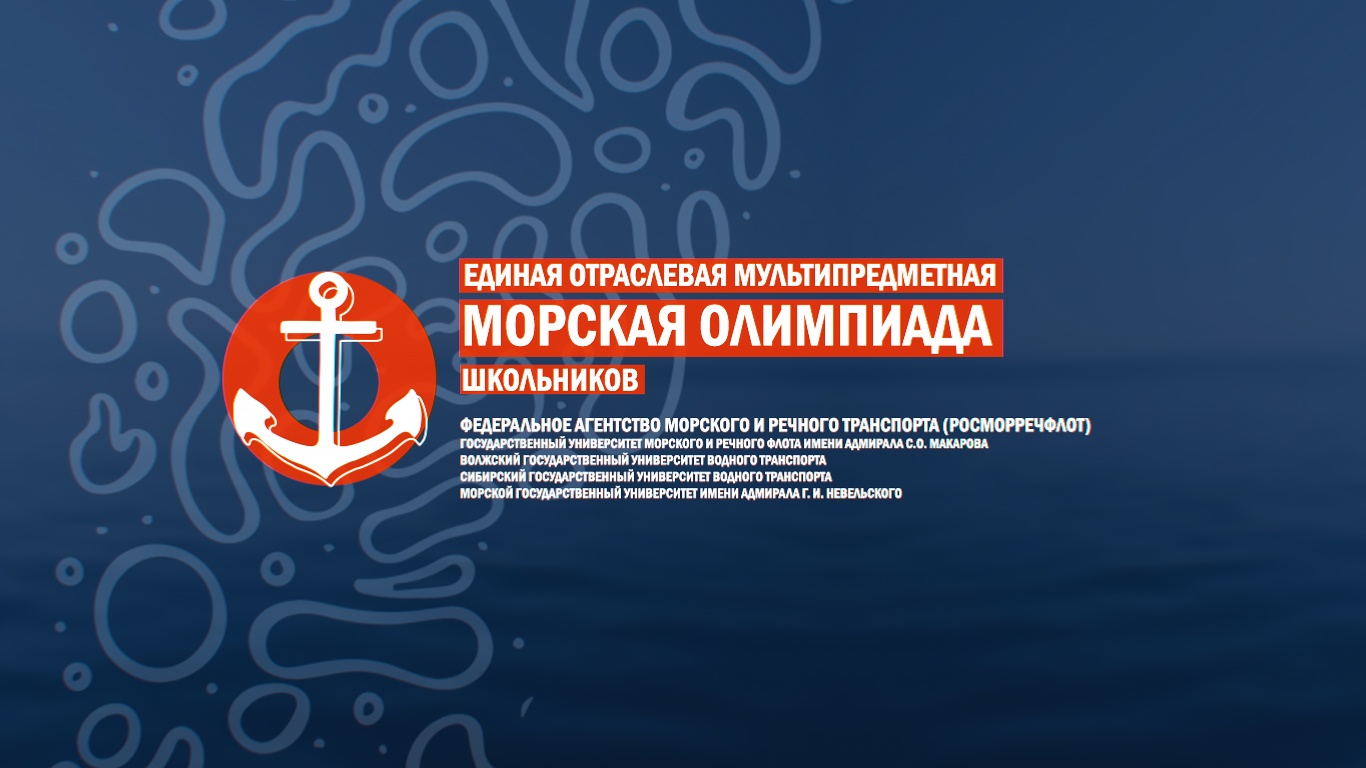 ЕДИНАЯ ОТРАСЛЕВАЯ МУЛЬТИПРЕДМЕТНАЯ
МОРСКАЯ ОЛИМПИАДА
ШКОЛЬНИКОВ
ФЕДЕРАЛЬНОЕ АГЕНТСТВО МОРСКОГО И РЕЧНОГО ТРАНСПОРТА (РОСМОРРЕЧФЛОТ)
ГОСУДАРСТВЕННЫЙ УНИВЕРСИТЕТ МОРСКОГО И РЕЧНОГО ФЛОТА ИМЕНИ АДМИРАЛА С.О. МАКАРОВА
ВОЛЖСКИЙ ГОСУДАРСТВЕННЫЙ УНИВЕРСИТЕТ ВОДНОГО ТРАНСПОРТА
СИБИРСКИЙ ГОСУДАРСТВЕННЫЙ УНИВЕРСИТЕТ ВОДНОГО ТРАНСПОРТА
МОРСКОЙ ГОСУДАРСТВЕННЫЙ УНИВЕРСИТЕТ ИМЕНИ АДМИРАЛА Г. И. НЕВЕЛЬСКОГО